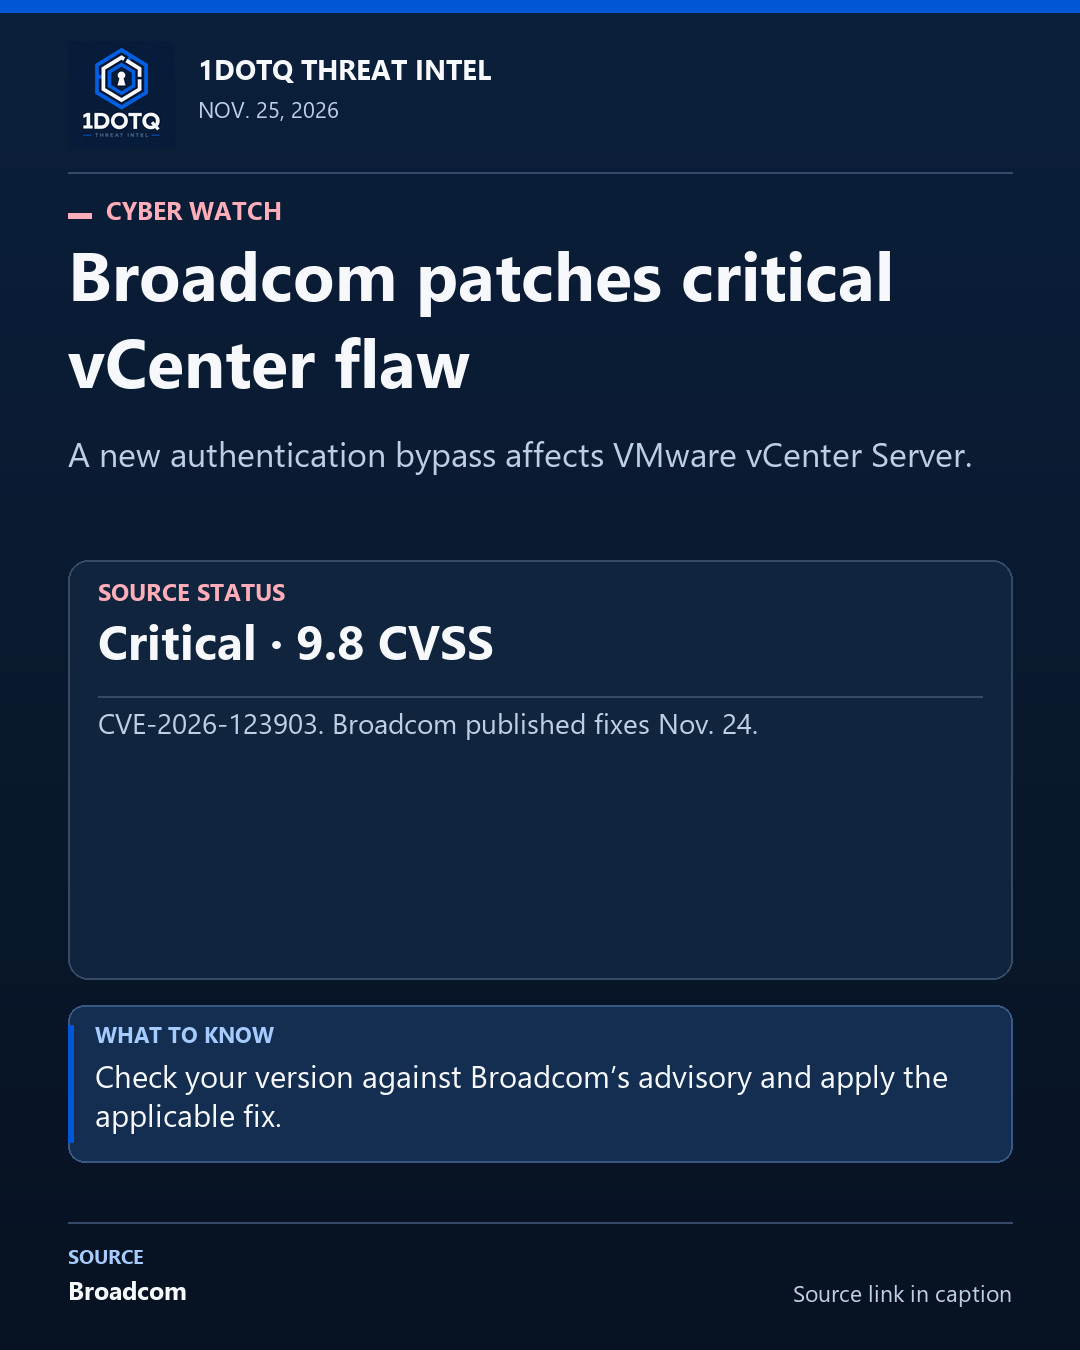 1DOTQ
THREAT INTEL
1DOTQ THREAT INTEL
NOV. 25, 2026
CYBER WATCH
Broadcom patches critical
vCenter flaw
A new authentication bypass affects VMware vCenter Server.
SOURCE STATUS
Critical · 9.8 CVSS
CVE-2026-123903. Broadcom published fixes Nov. 24.
WHAT TO KNOW
Check your version against Broadcom’s advisory and apply the
applicable fix.
SOURCE
Broadcom
Source link in caption